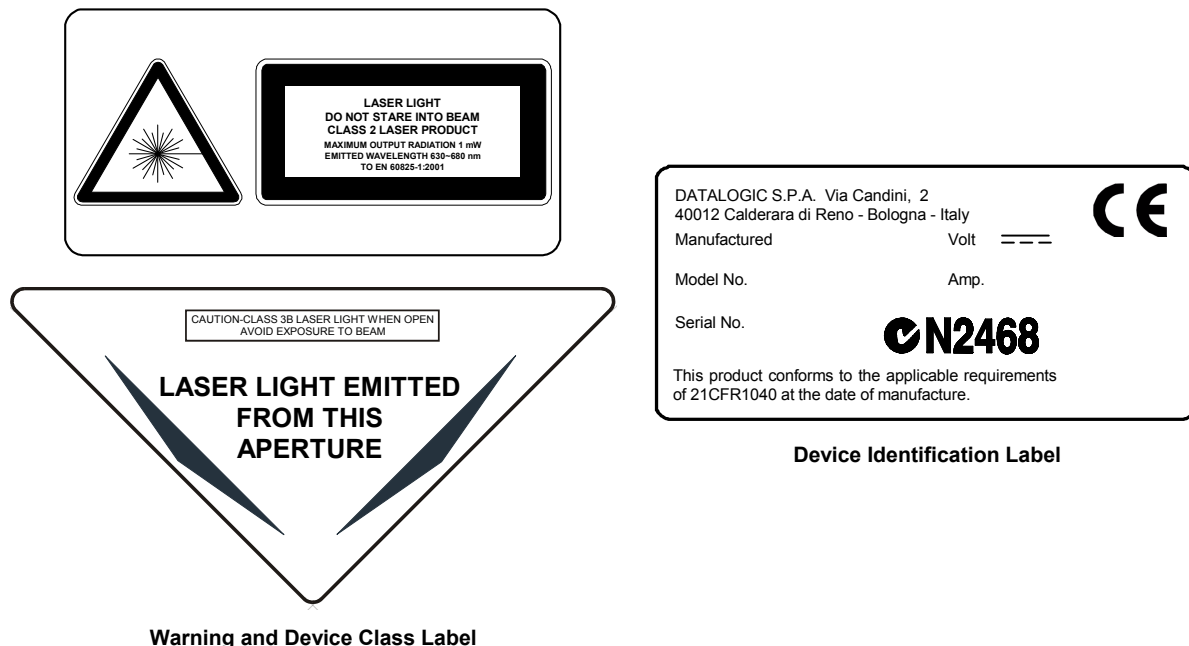 LASER LIGHT
DO NOT STARE INTO BEAM
CLASS 2 LASER PRODUCT
MAXIMUM OUTPUT RADIATION 1 mW
EMITTED WAVELENGTH 630~680 nm
TO EN 60825-1:2001
CAUTION-CLASS 3B LASER LIGHT WHEN OPEN
AVOID EXPOSURE TO BEAM
LASER LIGHT EMITTED
FROM THIS
APERTURE
Warning and Device Class Label
DATALOGIC S.P.A. Via Candini, 2
40012 Calderara di Reno - Bologna - Italy
CE
Manufactured Volt
Model No. Amp.
Serial No.
N2468
This product conforms to the applicable requirements
of 21CFR1040 at the date of manufacture.
Device Identification Label